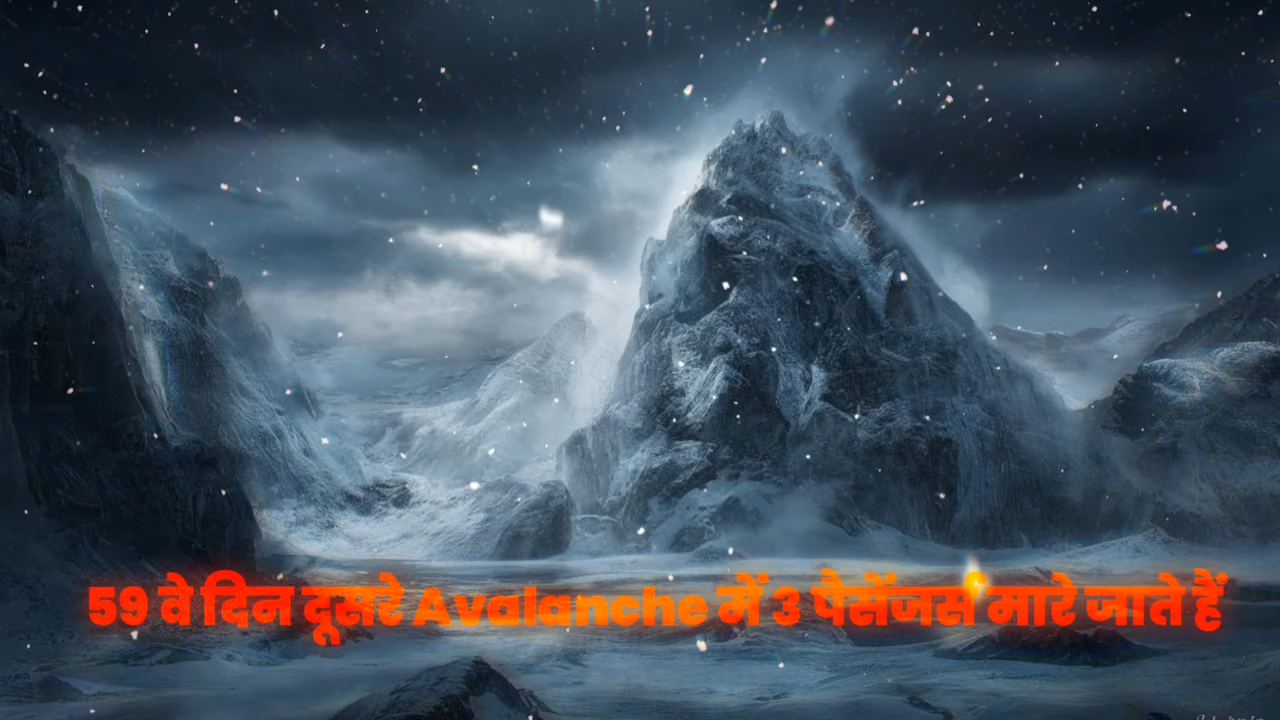 59 वे दिन दूसरे Avalanche में 3 पैसेंजर्स मारे जाते हैं